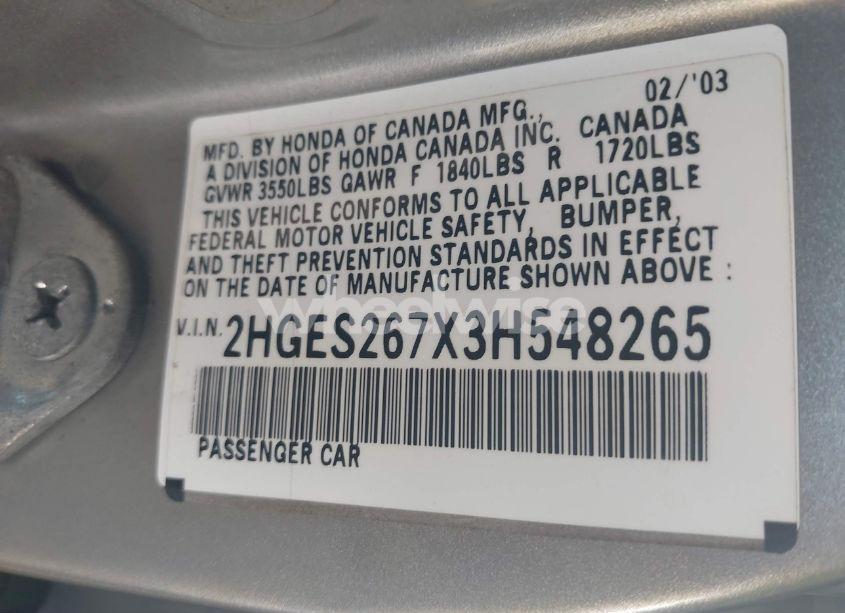 02/'03
MFD. BY HONDA OF CANADA MFG.,
A DIVISION OF HONDA CANADA INC. CANADA
GVWR 3550LBS GAWR F 1840LBS R 1720LBS
THIS VEHICLE CONFORMS TO ALL APPLICABLE
FEDERAL MOTOR VEHICLE SAFETY, BUMPER,
AND THEFT PREVENTION STANDARDS IN EFFECT
ON THE DATE OF MANUFACTURE SHOWN ABOVE :
wheelwise
V.I.N. 2HGES267X3H548265
PASSENGER CAR